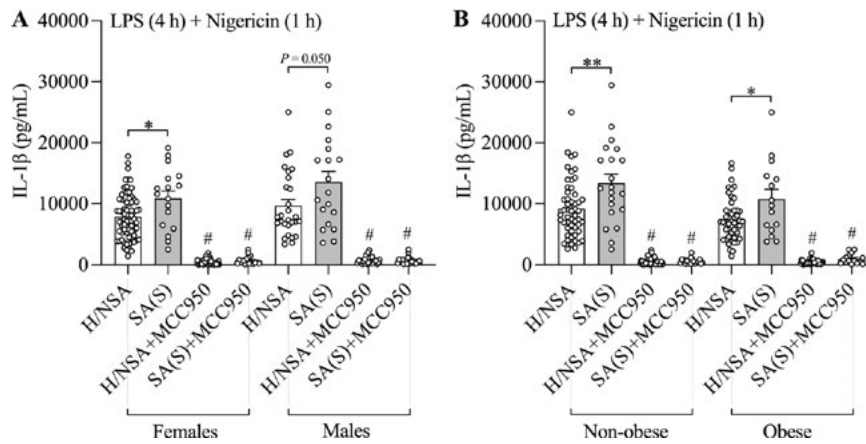 A LPS (4 h) + Nigericin (1 h)
IL-1β (pg/mL)
40000
30000
20000
10000
0
*
P = 0.050
#
#
#
#
H/NSA
SA(S)
H/NSA+MCC950
SA(S)+MCC950
H/NSA
SA(S)
H/NSA+MCC950
SA(S)+MCC950
Females
Males
B LPS (4 h) + Nigericin (1 h)
IL-1β (pg/mL)
40000
30000
20000
10000
0
**
*
#
#
#
#
H/NSA
SA(S)
H/NSA+MCC950
SA(S)+MCC950
H/NSA
SA(S)
H/NSA+MCC950
SA(S)+MCC950
Non-obese
Obese